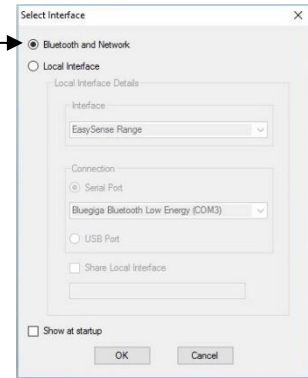 Select Interface
Bluetooth and Network
Local Interface
Local Interface Details
Interface
EasySense Range
Connection
Serial Port
Bluegiga Bluetooth Low Energy (COM3)
USB Port
Share Local Interface
Show at startup
OK Cancel